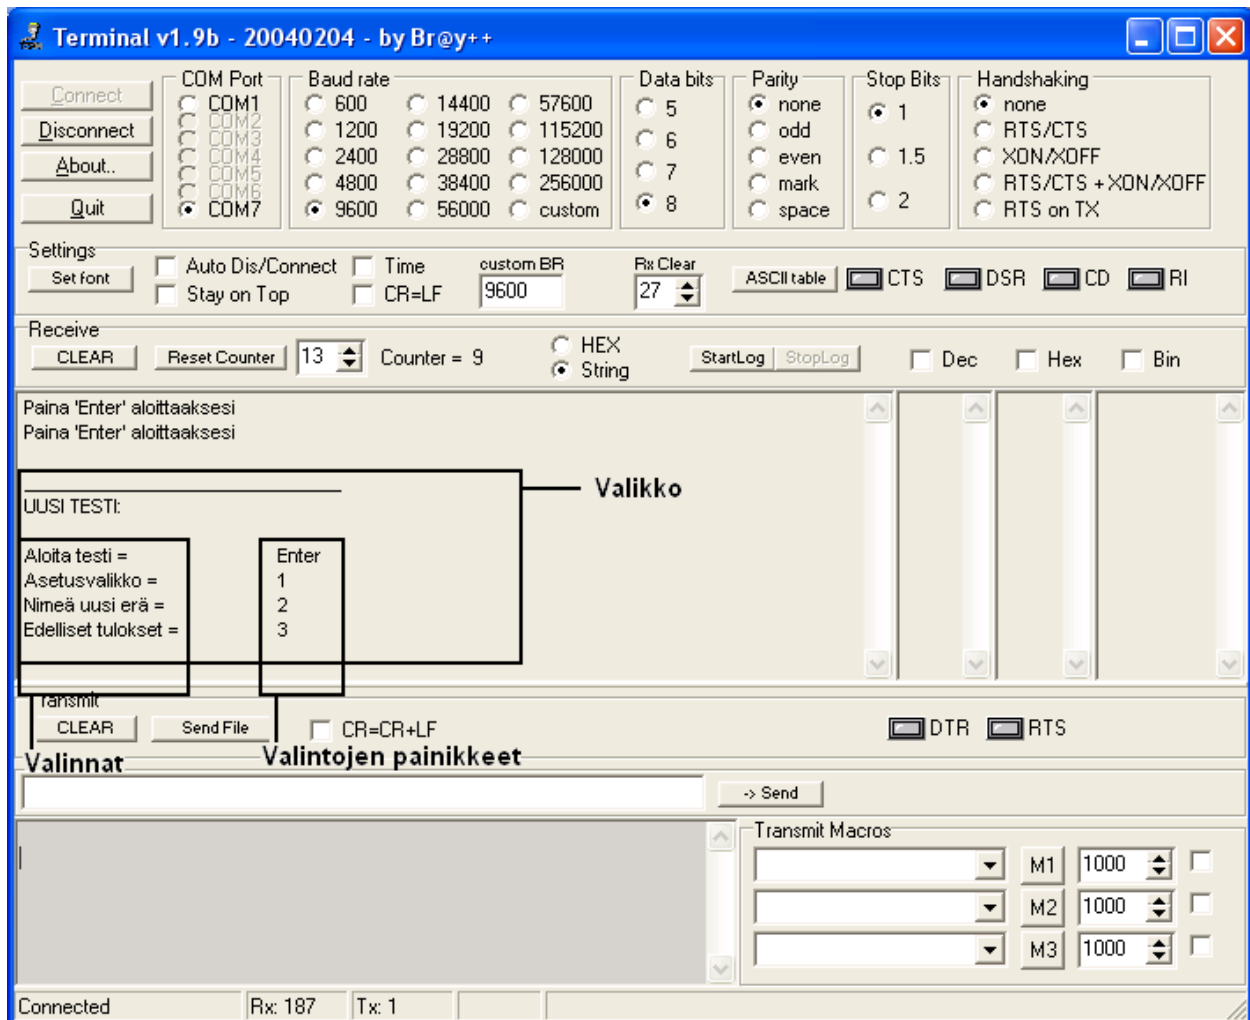 Terminal v1.9b - 20040204 - by Br@y++
Connect
Disconnect
About..
Quit
COM Port
COM1
COM2
COM3
COM4
COM5
COM6
COM7
Baud rate
600 14400 57600
1200 19200 115200
2400 28800 128000
4800 38400 256000
9600 56000 custom
Data bits
5
6
7
8
Parity
none
odd
even
mark
space
Stop Bits
1
1.5
2
Handshaking
none
RTS/CTS
XON/XOFF
RTS/CTS + XON/XOFF
RTS on TX
Settings
Set font
Auto Dis/Connect
Stay on Top
Time
CR=LF
custom BR
9600
Rx Clear
27
ASCII table
CTS
DSR
CD
RI
Receive
CLEAR
Reset Counter
13
Counter = 9
HEX
String
StartLog
StopLog
Dec
Hex
Bin
Paina 'Enter' aloittaaksesi
Paina 'Enter' aloittaaksesi
Valikko
UUSI TESTI:
Aloita testi = Enter
Asetusvalikko = 1
Nimeä uusi erä = 2
Edelliset tulokset = 3
Transmit
CLEAR
Send File
CR=CR+LF
DTR
RTS
Valinnat
Valintojen painikkeet
-> Send
Transmit Macros
M1 1000
M2 1000
M3 1000
Connected
Rx: 187
Tx: 1